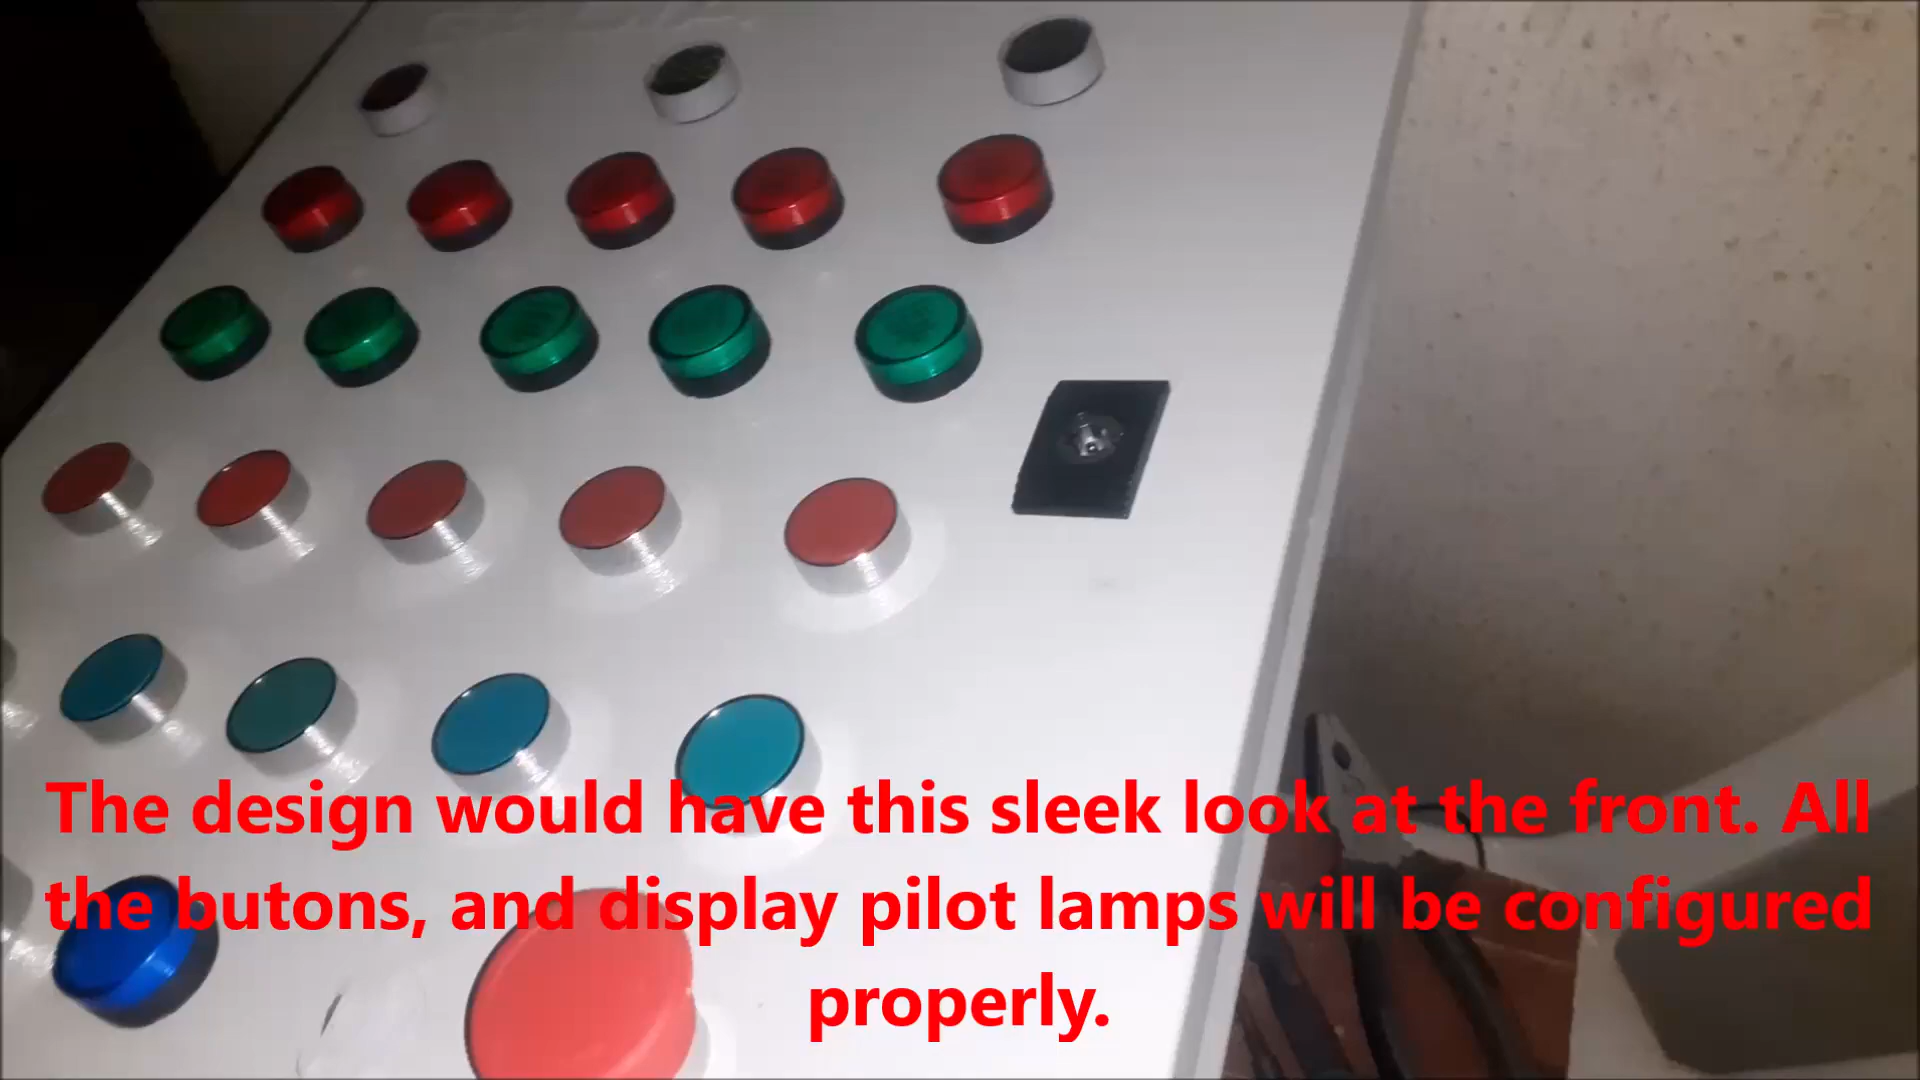 The design would have this sleek look at the front. All
the butons, and display pilot lamps will be configured
properly.